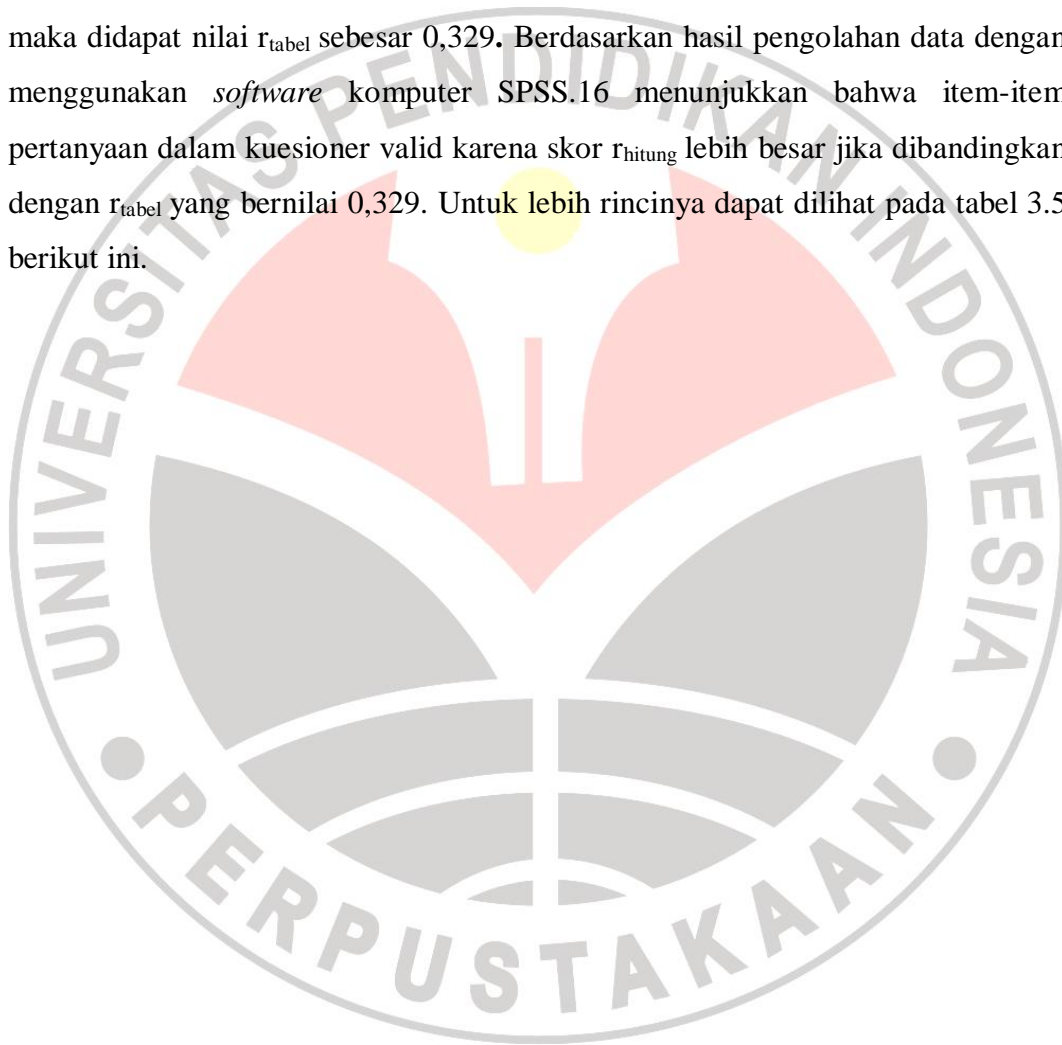 maka didapat nilai rtabel sebesar 0,329. Berdasarkan hasil pengolahan data dengan
menggunakan software komputer SPSS.16 menunjukkan bahwa item-item
pertanyaan dalam kuesioner valid karena skor rhitung lebih besar jika dibandingkan
dengan rtabel yang bernilai 0,329. Untuk lebih rincinya dapat dilihat pada tabel 3.5
berikut ini.
UNIVERSITAS PENDIDIKAN INDONESIA
PERPUSTAKAAN